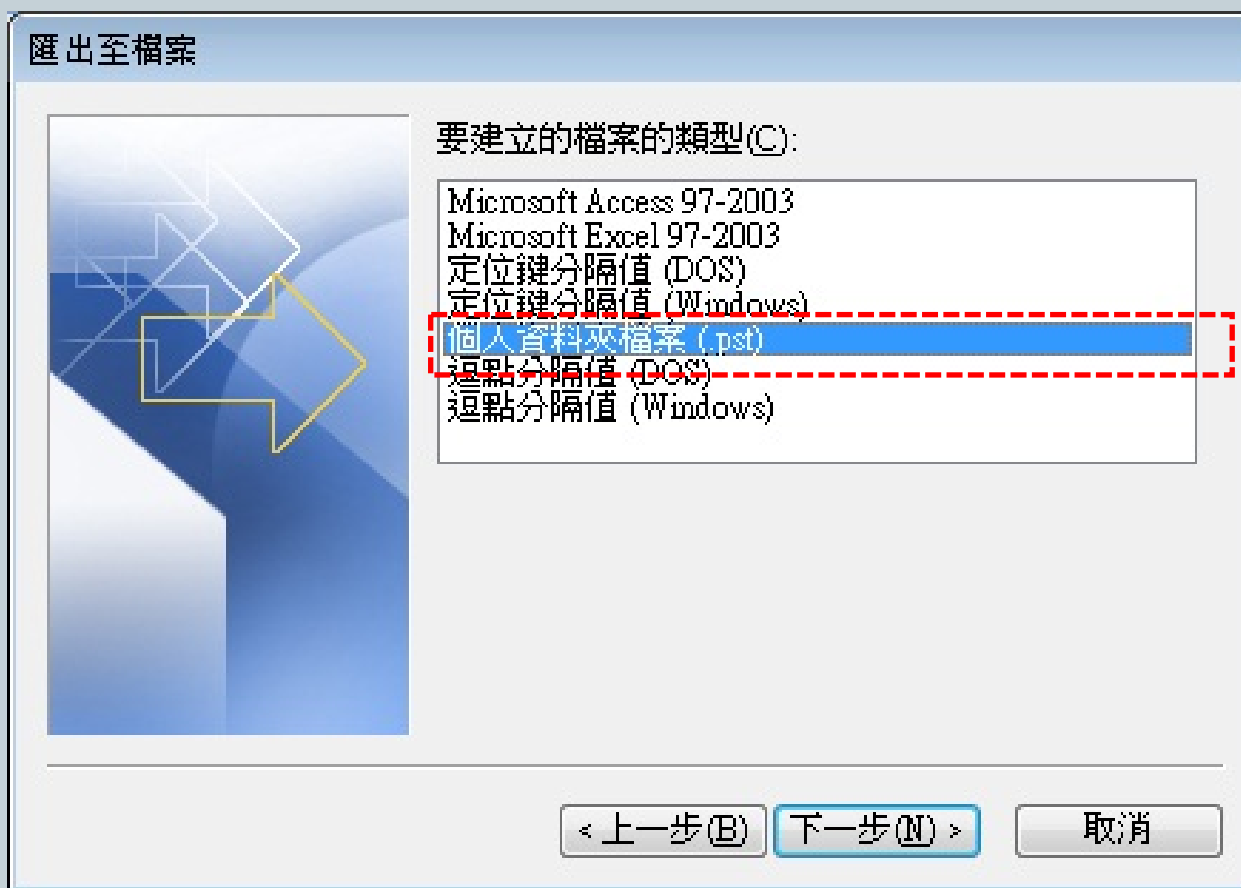 匯出至檔案
要建立的檔案的類型(C):
Microsoft Access 97-2003
Microsoft Excel 97-2003
定位鍵分隔值 (DOS)
定位鍵分隔值 (Windows)
個人資料夾檔案 (.pst)
逗點分隔值 (DOS)
逗點分隔值 (Windows)
< 上一步(B)
下一步(N) >
取消